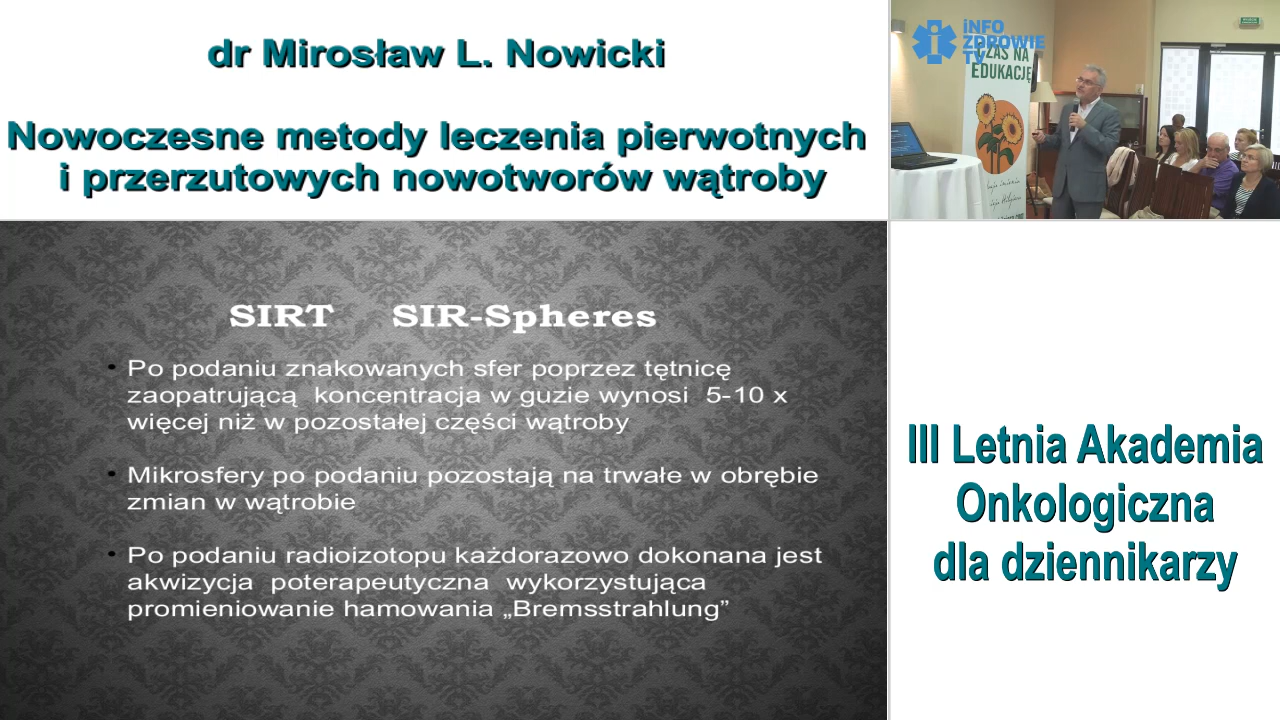 dr Mirosław L. Nowicki
Nowoczesne metody leczenia pierwotnych
i przerzutowych nowotworów wątroby
iNFO
ZDROWIE
TV
CZAS NA
EDUKACJĘ
SIRT SIR-Spheres
• Po podaniu znakowanych sfer poprzez tętnicę
zaopatrującą koncentracja w guzie wynosi 5-10 x
więcej niż w pozostałej części wątroby
• Mikrosfery po podaniu pozostają na trwałe w obrębie
zmian w wątrobie
• Po podaniu radioizotopu każdorazowo dokonana jest
akwizycja poterapeutyczna wykorzystująca
promieniowanie hamowania „Bremsstrahlung”
III Letnia Akademia
Onkologiczna
dla dziennikarzy